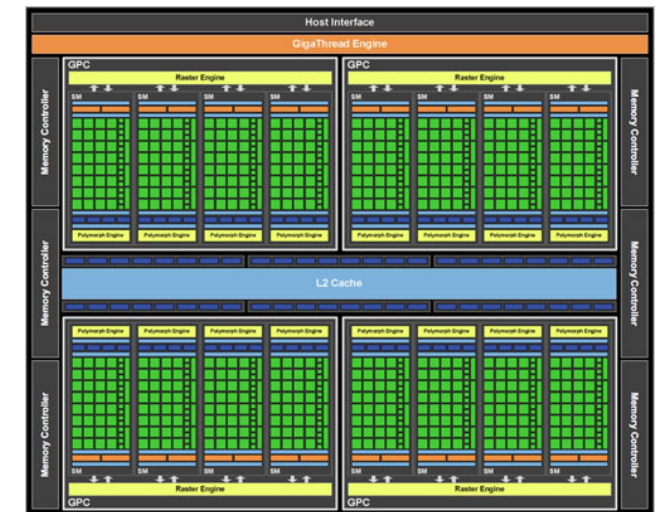 Host Interface
GigaThread Engine
GPC
GPC
Raster Engine
Raster Engine
SM SM SM SM
SM SM SM SM
Memory Controller
Memory Controller
Polymorph Engine Polymorph Engine Polymorph Engine Polymorph Engine
Polymorph Engine Polymorph Engine Polymorph Engine Polymorph Engine
L2 Cache
Memory Controller
Memory Controller
Polymorph Engine Polymorph Engine Polymorph Engine Polymorph Engine
Polymorph Engine Polymorph Engine Polymorph Engine Polymorph Engine
Memory Controller
Memory Controller
SM SM SM SM
SM SM SM SM
Raster Engine
Raster Engine
GPC
GPC